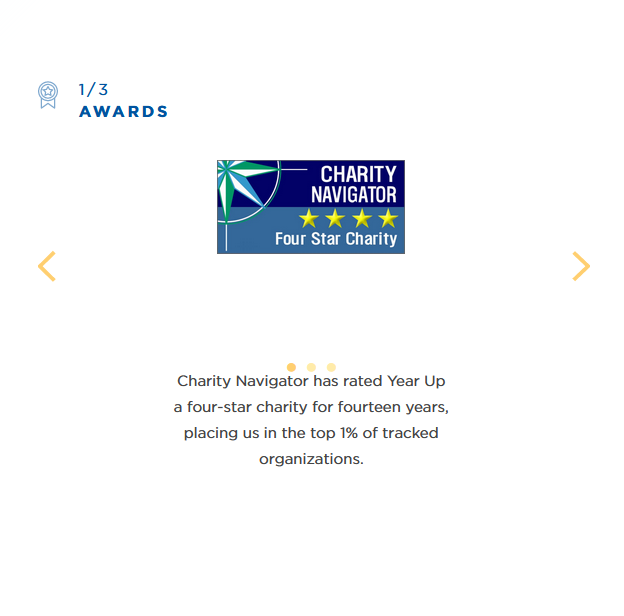 1/3
AWARDS
CHARITY
NAVIGATOR
Four Star Charity
Charity Navigator has rated Year Up
a four-star charity for fourteen years,
placing us in the top 1% of tracked
organizations.